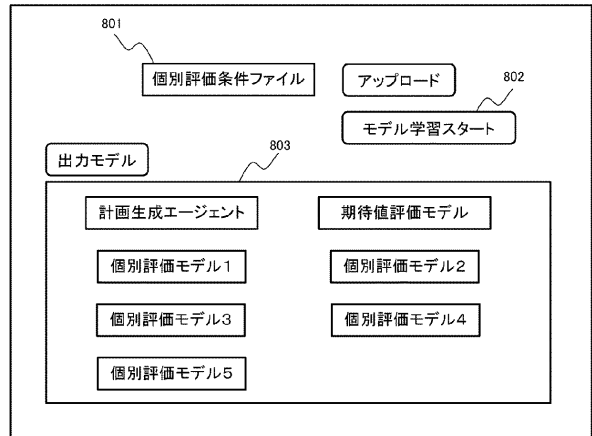 801
個別評価条件ファイル
アップロード
802
モデル学習スタート
出力モデル
803
計画生成エージェント
期待値評価モデル
個別評価モデル1
個別評価モデル2
個別評価モデル3
個別評価モデル4
個別評価モデル5